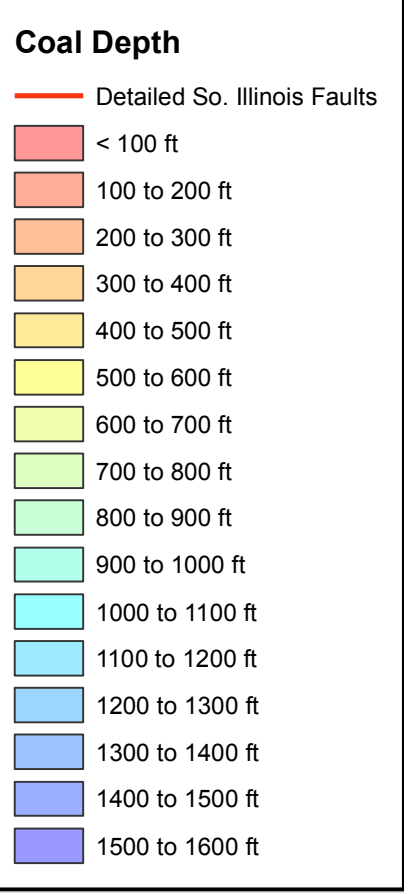 Coal Depth
Detailed So. Illinois Faults
< 100 ft
100 to 200 ft
200 to 300 ft
300 to 400 ft
400 to 500 ft
500 to 600 ft
600 to 700 ft
700 to 800 ft
800 to 900 ft
900 to 1000 ft
1000 to 1100 ft
1100 to 1200 ft
1200 to 1300 ft
1300 to 1400 ft
1400 to 1500 ft
1500 to 1600 ft